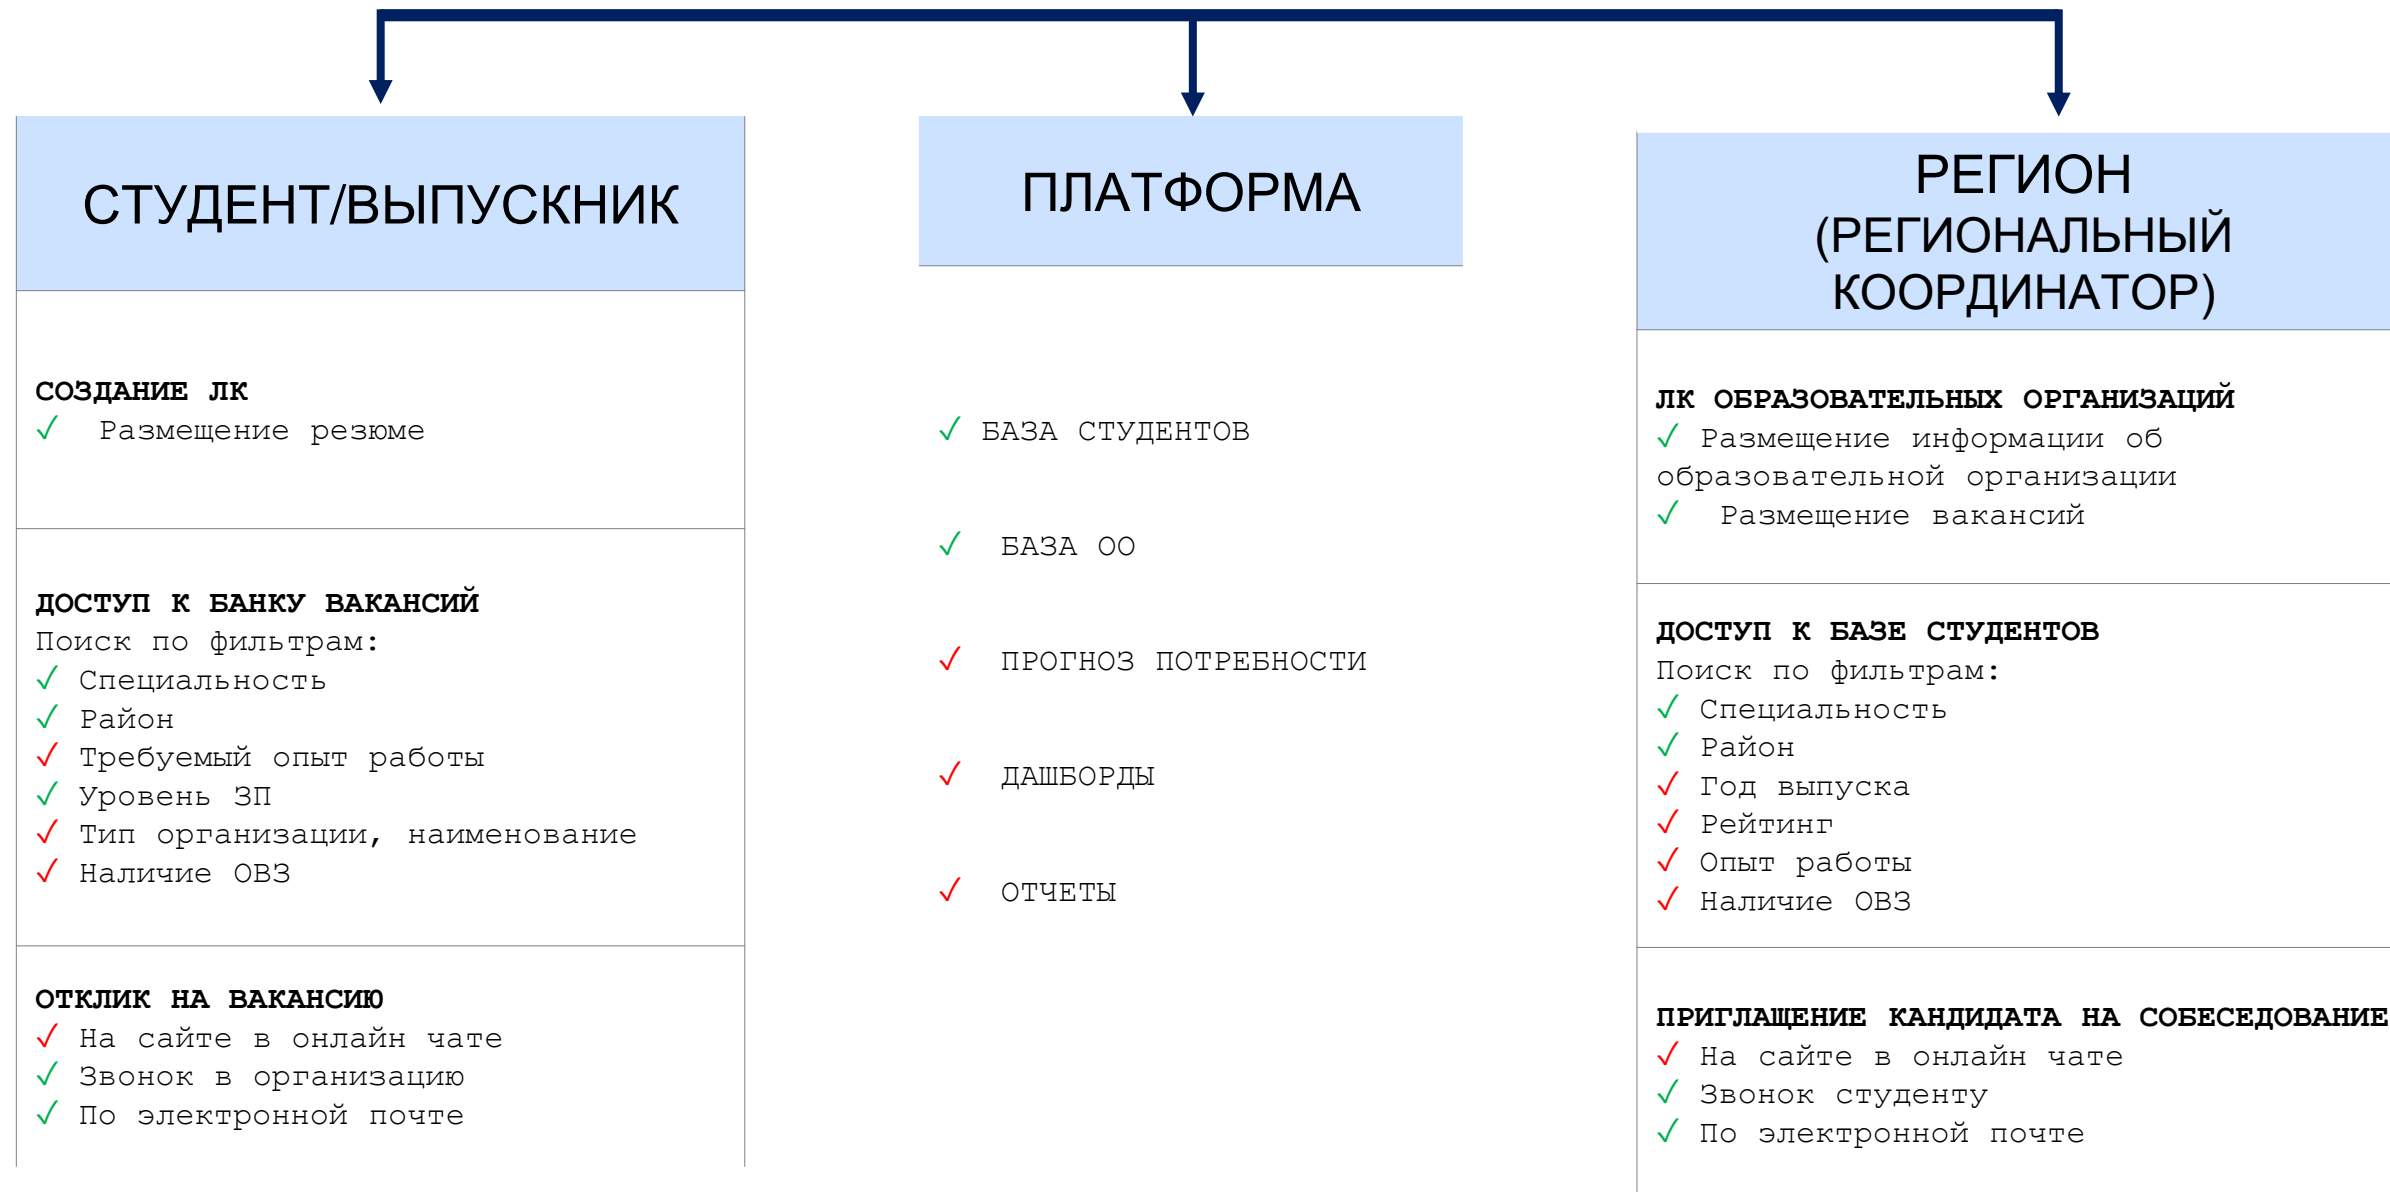 СТУДЕНТ/ВЫПУСКНИК
СОЗДАНИЕ ЛК
✓ Размещение резюме
ДОСТУП К БАНКУ ВАКАНСИЙ
Поиск по фильтрам:
✓ Специальность
✓ Район
✓ Требуемый опыт работы
✓ Уровень ЗП
✓ Тип организации, наименование
✓ Наличие ОВЗ
ОТКЛИК НА ВАКАНСИЮ
✓ На сайте в онлайн чате
✓ Звонок в организацию
✓ По электронной почте
ПЛАТФОРМА
✓ БАЗА СТУДЕНТОВ
✓ БАЗА ОО
✓ ПРОГНОЗ ПОТРЕБНОСТИ
✓ ДАШБОРДЫ
✓ ОТЧЕТЫ
РЕГИОН
(РЕГИОНАЛЬНЫЙ
КООРДИНАТОР)
ЛК ОБРАЗОВАТЕЛЬНЫХ ОРГАНИЗАЦИЙ
✓ Размещение информации об
образовательной организации
✓ Размещение вакансий
ДОСТУП К БАЗЕ СТУДЕНТОВ
Поиск по фильтрам:
✓ Специальность
✓ Район
✓ Год выпуска
✓ Рейтинг
✓ Опыт работы
✓ Наличие ОВЗ
ПРИГЛАЩЕНИЕ КАНДИДАТА НА СОБЕСЕДОВАНИЕ
✓ На сайте в онлайн чате
✓ Звонок студенту
✓ По электронной почте